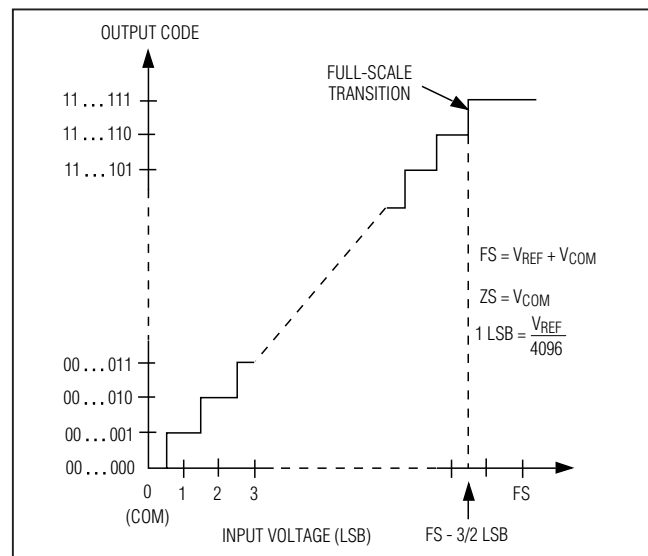 OUTPUT CODE
FULL-SCALE
TRANSITION
11...111
11...110
11...101
FS = VREF + VCOM
ZS = VCOM
1 LSB = VREF
4096
00...011
00...010
00...001
00...000
0 1 2 3 FS
(COM)
INPUT VOLTAGE (LSB)
FS - 3/2 LSB